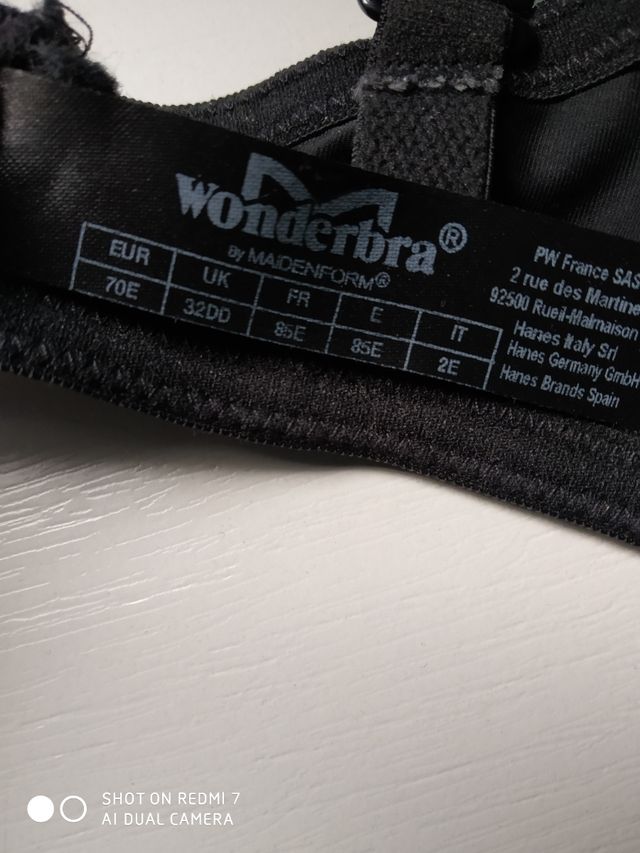 Wonderbra®
By MAIDENFORM®
EUR UK FR E IT
70E 32DD 85E 85E 2E
PW France SAS
2 rue des Martine
92500 Rueil-Malmaison
Hanes Italy Srl
Hanes Germany GmbH
Hanes Brands Spain
SHOT ON REDMI 7
AI DUAL CAMERA